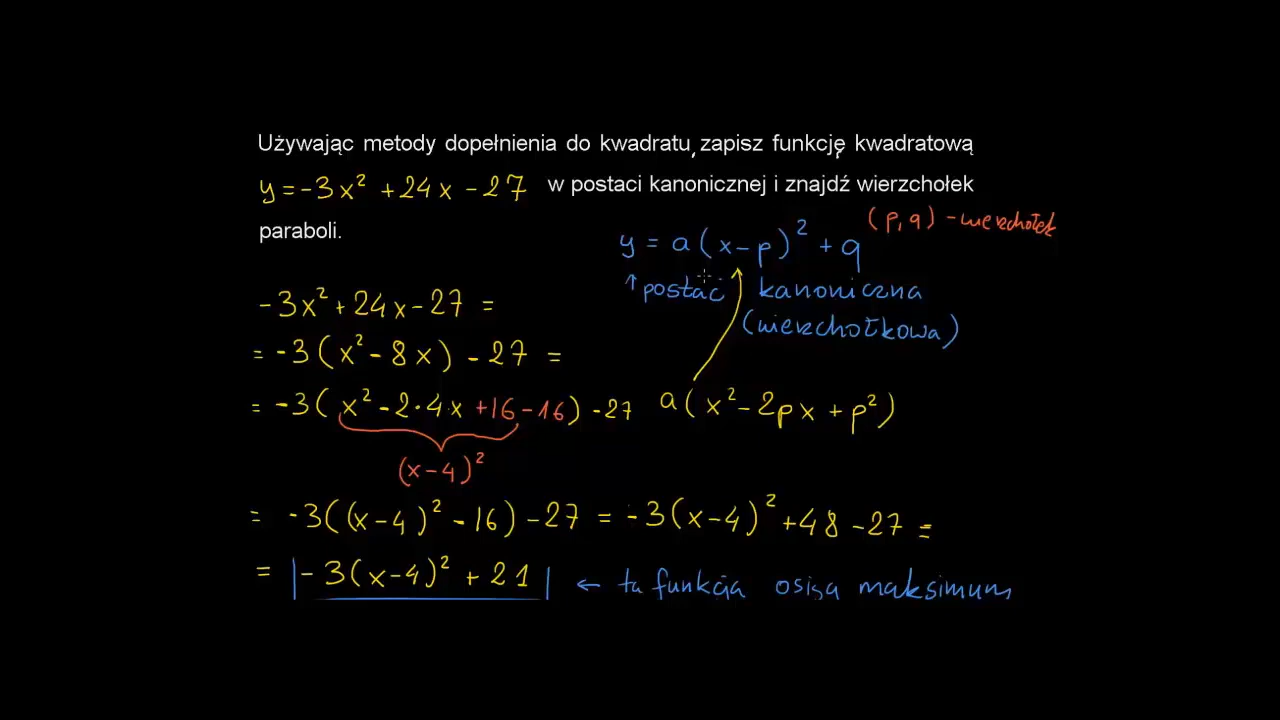 Używając metody dopełnienia do kwadratu, zapisz funkcję kwadratową
y = -3x² + 24x - 27 w postaci kanonicznej i znajdź wierzchołek
paraboli.
(p, q) - wierzchołek
y = a(x-p)² + q
↑ postać kanoniczna
(wierzchołkowa)
-3x² + 24x - 27 =
= -3(x² - 8x) - 27 =
= -3(x² - 2·4x + 16 - 16) - 27 a(x² - 2px + p²)
(x-4)²
= -3((x-4)² - 16) - 27 = -3(x-4)² + 48 - 27 =
= |-3(x-4)² + 21| ← ta funkcja osiąga maksimum